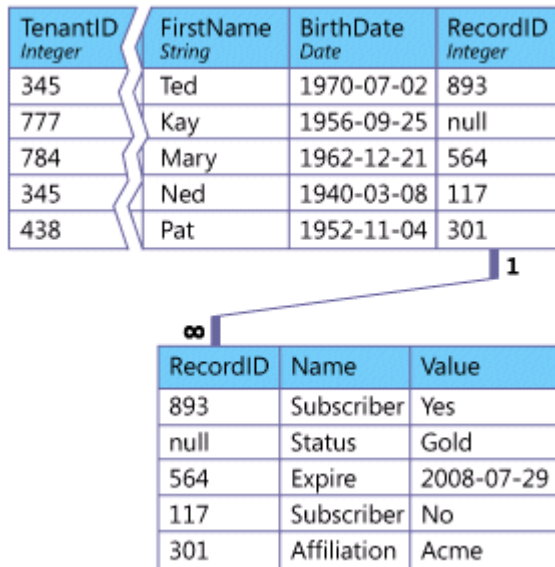 TenantID FirstName BirthDate RecordID
Integer String Date Integer
345 Ted 1970-07-02 893
777 Kay 1956-09-25 null
784 Mary 1962-12-21 564
345 Ned 1940-03-08 117
438 Pat 1952-11-04 301
1
∞
RecordID Name Value
893 Subscriber Yes
null Status Gold
564 Expire 2008-07-29
117 Subscriber No
301 Affiliation Acme